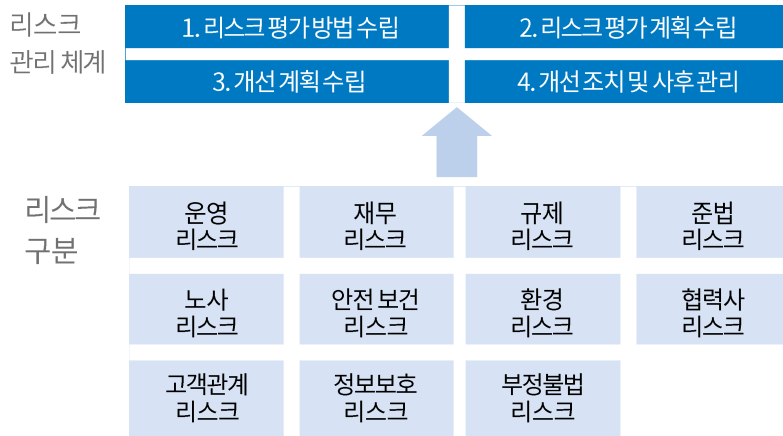 리스크
관리 체계
1. 리스크 평가 방법 수립
2. 리스크 평가 계획 수립
3. 개선 계획 수립
4. 개선 조치 및 사후 관리
리스크
구분
운영
리스크
재무
리스크
규제
리스크
준법
리스크
노사
리스크
안전 보건
리스크
환경
리스크
협력사
리스크
고객관계
리스크
정보보호
리스크
부정불법
리스크